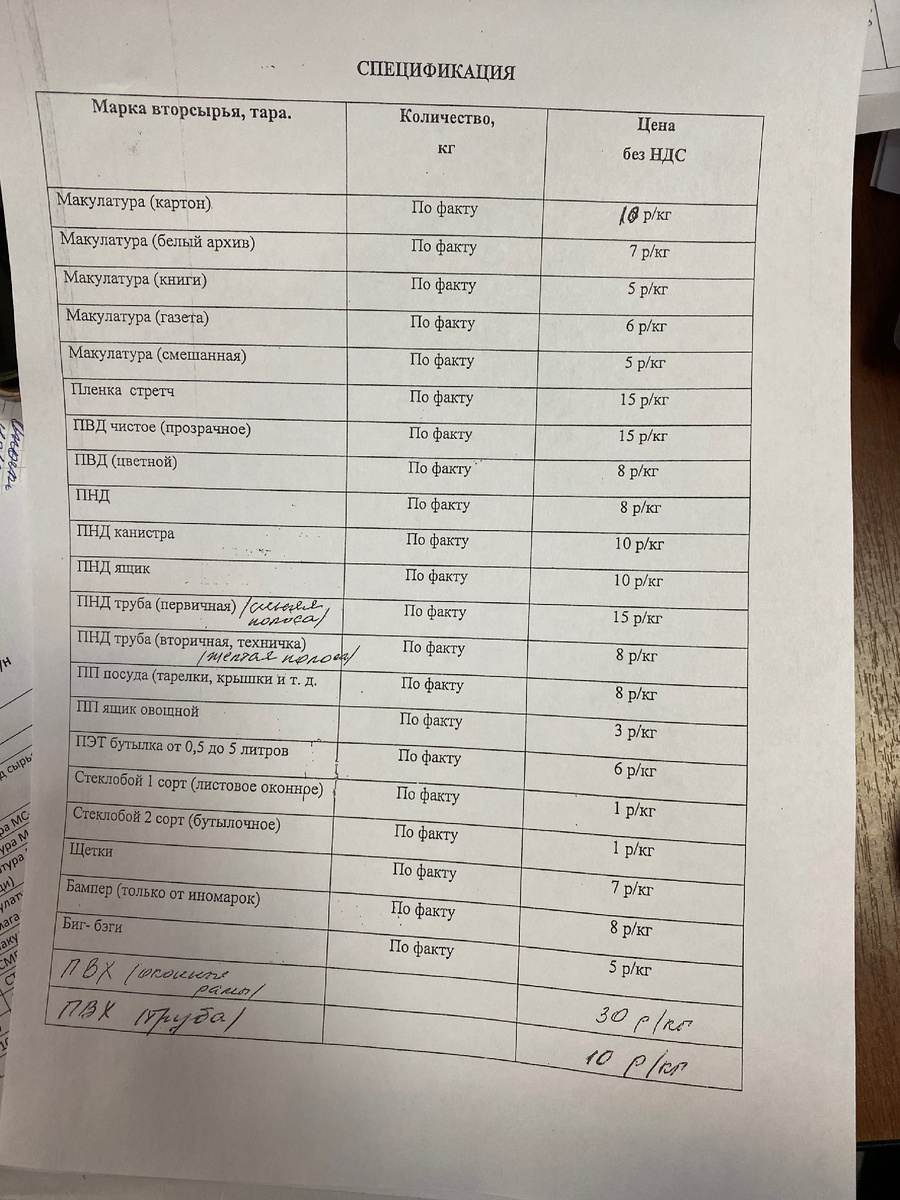 СПЕЦИФИКАЦИЯ
Марка вторсырья, тара. Количество, кг Цена без НДС
Макулатура (картон) По факту 10 р/кг
Макулатура (белый архив) По факту 7 р/кг
Макулатура (книги) По факту 5 р/кг
Макулатура (газета) По факту 6 р/кг
Макулатура (смешанная) По факту 5 р/кг
Пленка стретч По факту 15 р/кг
ПВД чистое (прозрачное) По факту 15 р/кг
ПВД (цветной) По факту 8 р/кг
ПНД По факту 8 р/кг
ПНД канистра По факту 10 р/кг
ПНД ящик По факту 10 р/кг
ПНД труба (первичная) /синяя полоса/ По факту 15 р/кг
ПНД труба (вторичная, техничка) /желтая полоса/ По факту 8 р/кг
ПП посуда (тарелки, крышки и т. д. По факту 8 р/кг
ПП ящик овощной По факту 3 р/кг
ПЭТ бутылка от 0,5 до 5 литров По факту 6 р/кг
Стеклобой 1 сорт (листовое оконное) По факту 1 р/кг
Стеклобой 2 сорт (бутылочное) По факту 1 р/кг
Щетки По факту 7 р/кг
Бампер (только от иномарок) По факту 8 р/кг
Биг- бэги По факту 5 р/кг
ПВХ /оконные рамы/ 30 р/кг
ПВХ /труба/ 10 р/кг